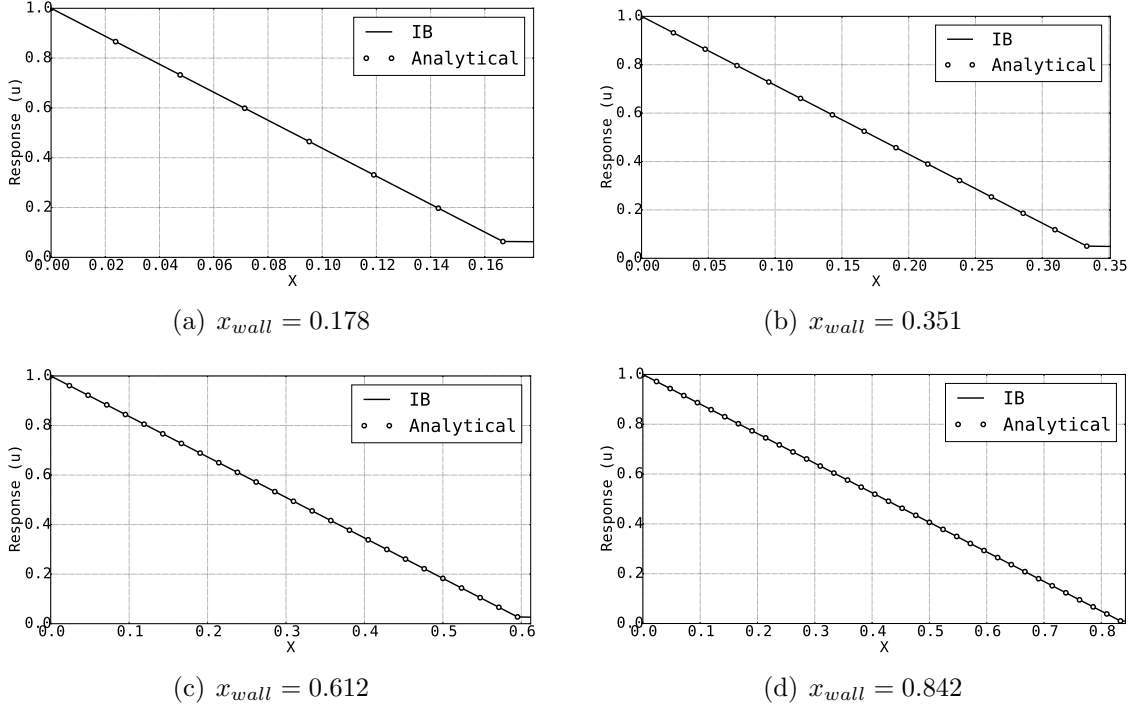 1.0
0.8
0.6
0.4
0.2
0.0
Response (u)
IB
Analytical
0.00 0.02 0.04 0.06 0.08 0.10 0.12 0.14 0.16
X
(a) x_wall = 0.178
1.0
0.8
0.6
0.4
0.2
0.0
Response (u)
IB
Analytical
0.00 0.05 0.10 0.15 0.20 0.25 0.30 0.35
X
(b) x_wall = 0.351
1.0
0.8
0.6
0.4
0.2
0.0
Response (u)
IB
Analytical
0.0 0.1 0.2 0.3 0.4 0.5 0.6
X
(c) x_wall = 0.612
1.0
0.8
0.6
0.4
0.2
0.0
Response (u)
IB
Analytical
0.0 0.1 0.2 0.3 0.4 0.5 0.6 0.7 0.8
X
(d) x_wall = 0.842